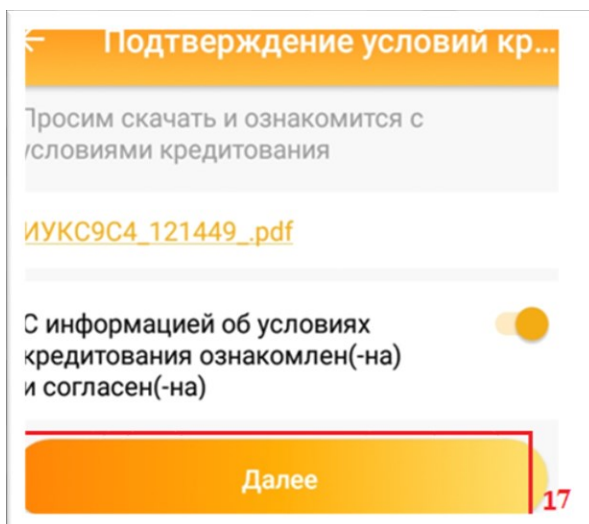 Подтверждение условий кр...
Просим скачать и ознакомится с
условиями кредитования
ИУКС9С4_121449_.pdf
С информацией об условиях
кредитования ознакомлен(-на)
и согласен(-на)
Далее
17